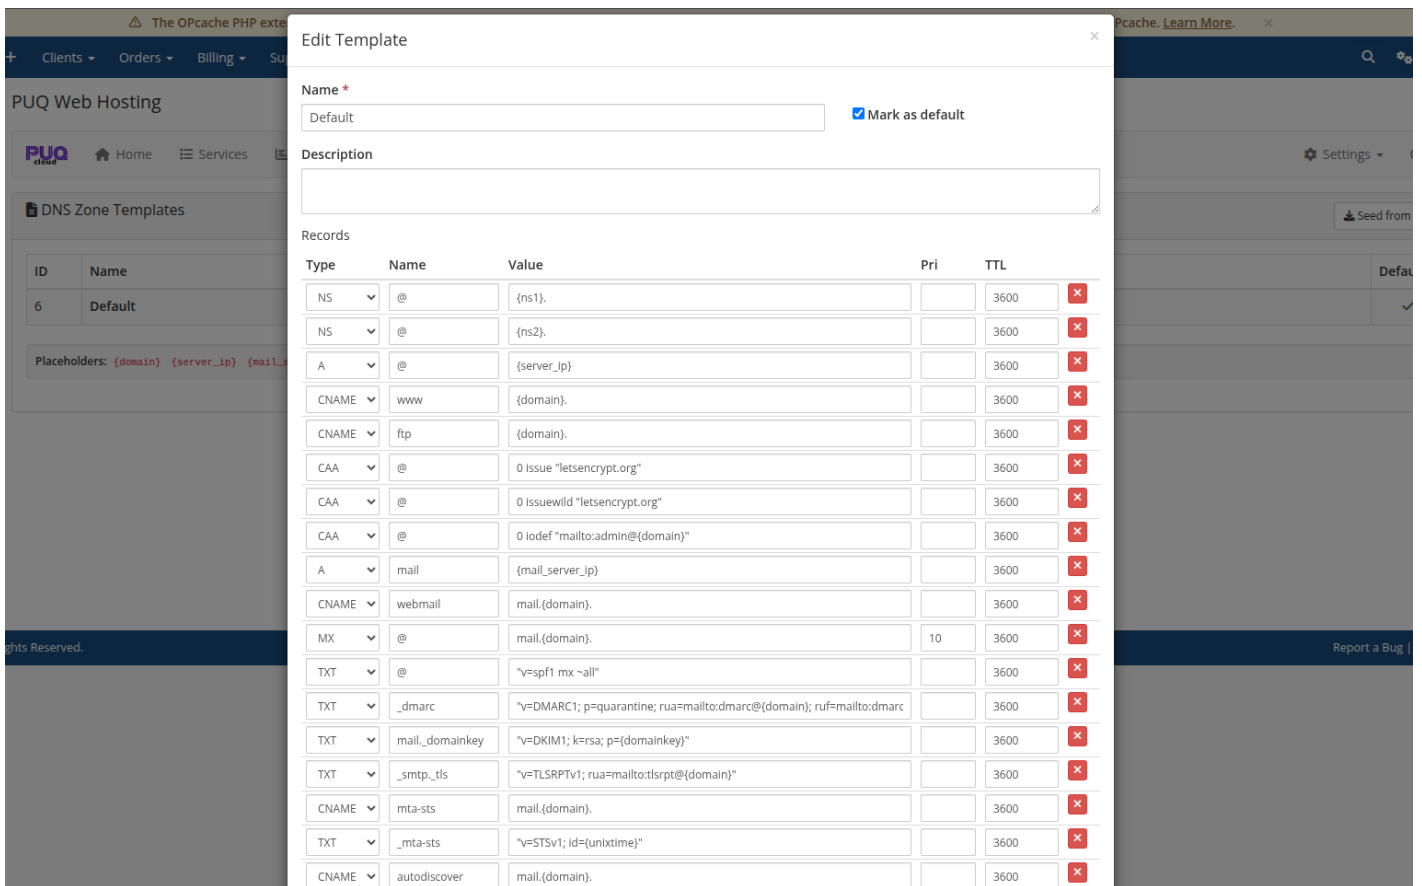 The OPcache PHP exte
Pcache. Learn More. ×
+ Clients Orders Billing Su
PUQ Web Hosting
PUQ cloud Home Services Settings
DNS Zone Templates
Seed from
ID Name Defau
6 Default
Placeholders: {domain} {server_ip} {mail_s
ghts Reserved.
Report a Bug |
Edit Template ×
Name *
Default
Mark as default
Description
Records
Type Name Value Pri TTL
NS @ {ns1}. 3600 ×
NS @ {ns2}. 3600 ×
A @ {server_ip} 3600 ×
CNAME www {domain}. 3600 ×
CNAME ftp {domain}. 3600 ×
CAA @ 0 issue "letsencrypt.org" 3600 ×
CAA @ 0 issuewild "letsencrypt.org" 3600 ×
CAA @ 0 iodef "mailto:admin@{domain}" 3600 ×
A mail {mail_server_ip} 3600 ×
CNAME webmail mail.{domain}. 3600 ×
MX @ mail.{domain}. 10 3600 ×
TXT @ "v=spf1 mx ~all" 3600 ×
TXT _dmarc "v=DMARC1; p=quarantine; rua=mailto:dmarc@{domain}; ruf=mailto:dmarc 3600 ×
TXT mail._domainkey "v=DKIM1; k=rsa; p={domainkey}" 3600 ×
TXT _smtp._tls "v=TLSRPTv1; rua=mailto:tlsrpt@{domain}" 3600 ×
CNAME mta-sts mail.{domain}. 3600 ×
TXT _mta-sts "v=STSv1; id={unixtime}" 3600 ×
CNAME autodiscover mail.{domain}. 3600 ×